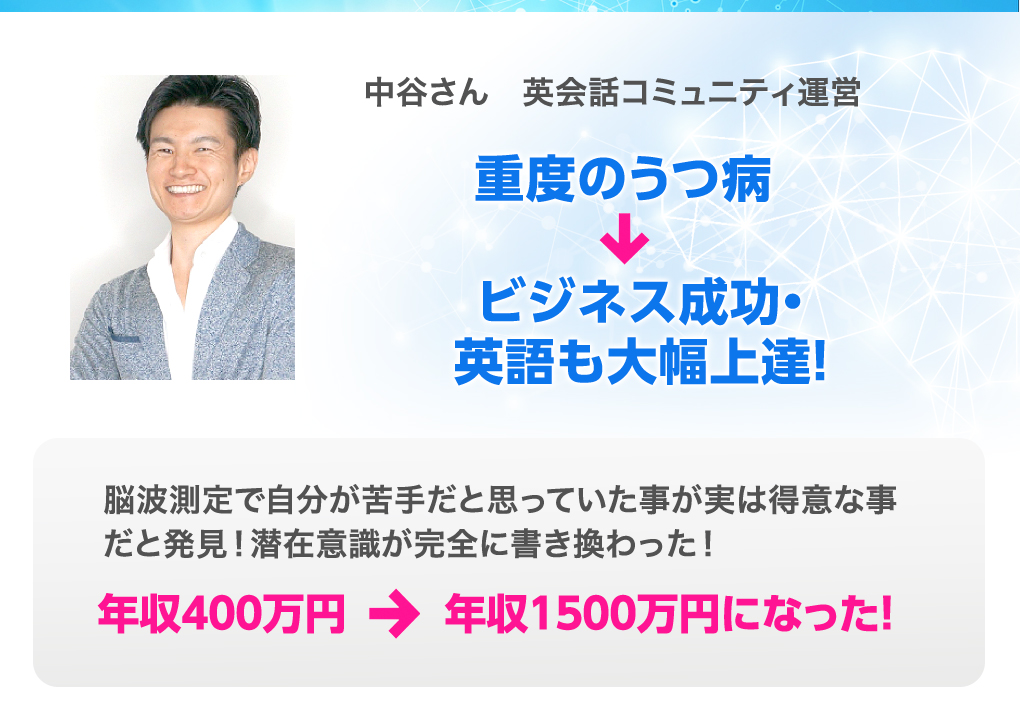 中谷さん　英会話コミュニティ運営
重度のうつ病
ビジネス成功・
英語も大幅上達!
脳波測定で自分が苦手だと思っていた事が実は得意な事
だと発見!潜在意識が完全に書き換わった!
年収400万円 → 年収1500万円になった!